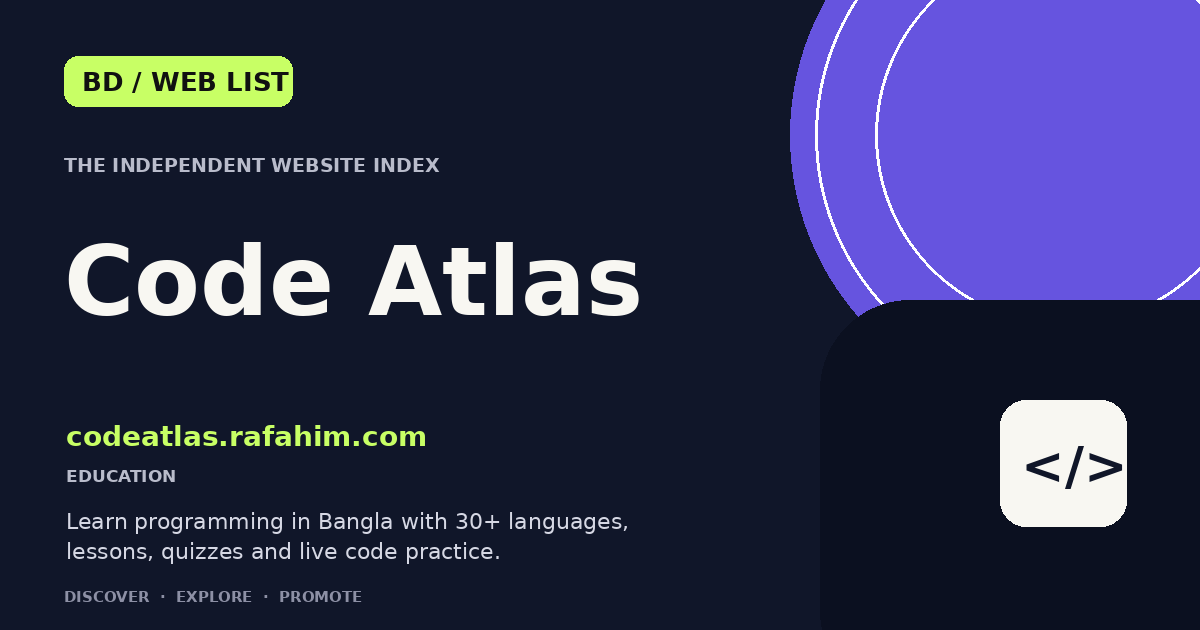 BD / WEB LIST
THE INDEPENDENT WEBSITE INDEX
Code Atlas
codeatlas.rafahim.com
EDUCATION
Learn programming in Bangla with 30+ languages,
lessons, quizzes and live code practice.
DISCOVER · EXPLORE · PROMOTE
</>